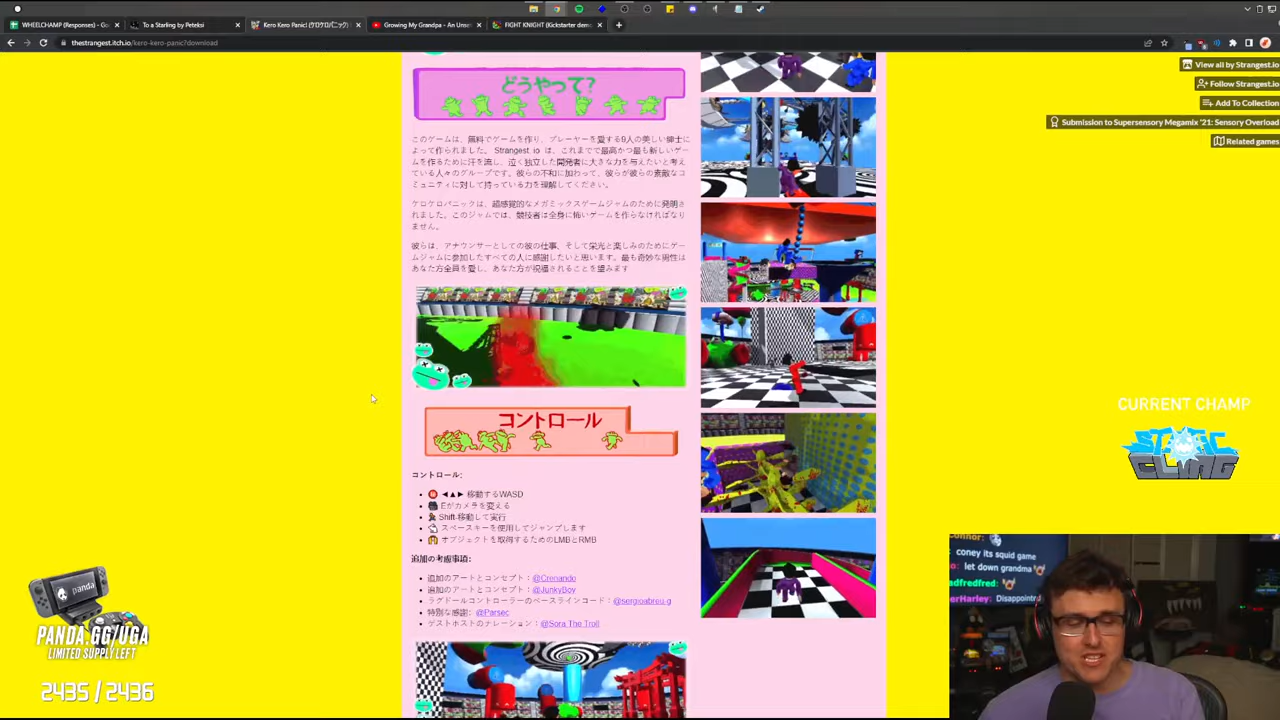 WHEELCHAMP (Responses) - Go
To a Starling by Peteksi
Kero Kero Panic! (ケロケロパニック)
Growing My Grandpa - An Unse
FIGHT KNIGHT (Kickstarter demo
thestrangest.itch.io/kero-kero-panic?download
View all by Strangest.io
Follow Strangest.io
Add To Collection
Submission to Supersensory Megamix '21: Sensory Overload
Related games
どうやって?
このゲームは、無料でゲームを作り、プレーヤーを愛する9人の美しい紳士に
よって作られました。 Strangest. io は、これまでで最高かつ最も新しいゲー
ムを作るために汗を流し、泣く独立した開発者に大きな力を与えたいと考え
ている人々のグループです。彼らの不和に加わって、彼らが彼らの素敵なコ
ミュニティに対して持っている力を理解してください。
ケロケロパニックは、超感覚的なメガミックスゲームジャムのために発明さ
れました。このジャムでは、競技者は全身に怖いゲームを作らなければなり
ません。
彼らは、アナウンサーとしての彼の仕事、そして栄光と楽しみのためにゲー
ムジャムに参加したすべての人に感謝したいと思います。最も奇妙な男性は
あなた方全員を愛し、あなた方が祝福されることを望みます
コントロール
コントロール:
◄▲► 移動するWASD
Eがカメラを変える
Shift-移動して実行
スペースキーを使用してジャンプします
オブジェクトを取得するためのLMBとRMB
追加の考慮事項:
追加のアートとコンセプト：@Crenando
追加のアートとコンセプト：@JunkyBoy
ラグドールコントローラーのベースラインコード：@sergioabreu.g
特別な感謝：@Parsec
ゲストホストのナレーション：@Sora The Troll
CURRENT CHAMP
STATIC
CLING
connor:
coney its squid game
let down grandma
adfredfred:
Harley: Disappointed
panda
PANDA.GG/UGA
LIMITED SUPPLY LEFT
2435 / 2436